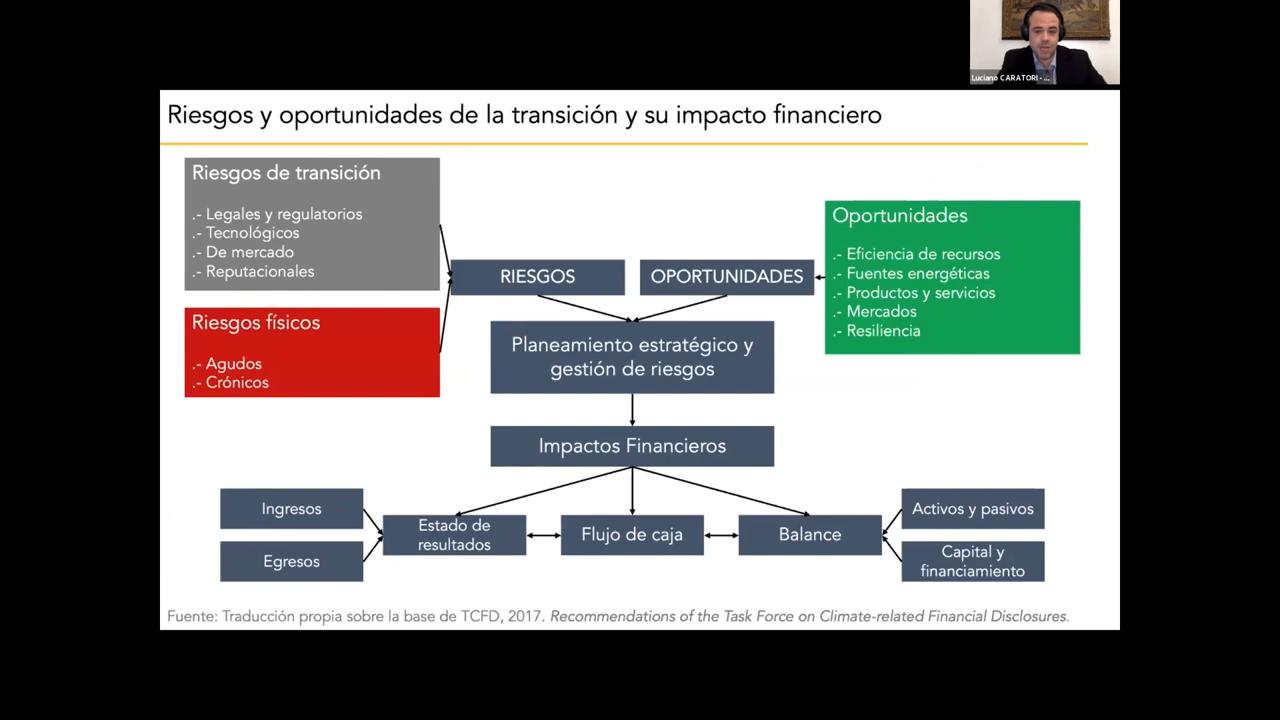 Luciano CARATORI - ...
Riesgos y oportunidades de la transición y su impacto financiero
Riesgos de transición
.- Legales y regulatorios
.- Tecnológicos
.- De mercado
.- Reputacionales
Riesgos físicos
.- Agudos
.- Crónicos
RIESGOS
OPORTUNIDADES
Oportunidades
.- Eficiencia de recursos
.- Fuentes energéticas
.- Productos y servicios
.- Mercados
.- Resiliencia
Planeamiento estratégico y
gestión de riesgos
Impactos Financieros
Ingresos
Egresos
Estado de
resultados
Flujo de caja
Balance
Activos y pasivos
Capital y
financiamiento
Fuente: Traducción propia sobre la base de TCFD, 2017. Recommendations of the Task Force on Climate-related Financial Disclosures.